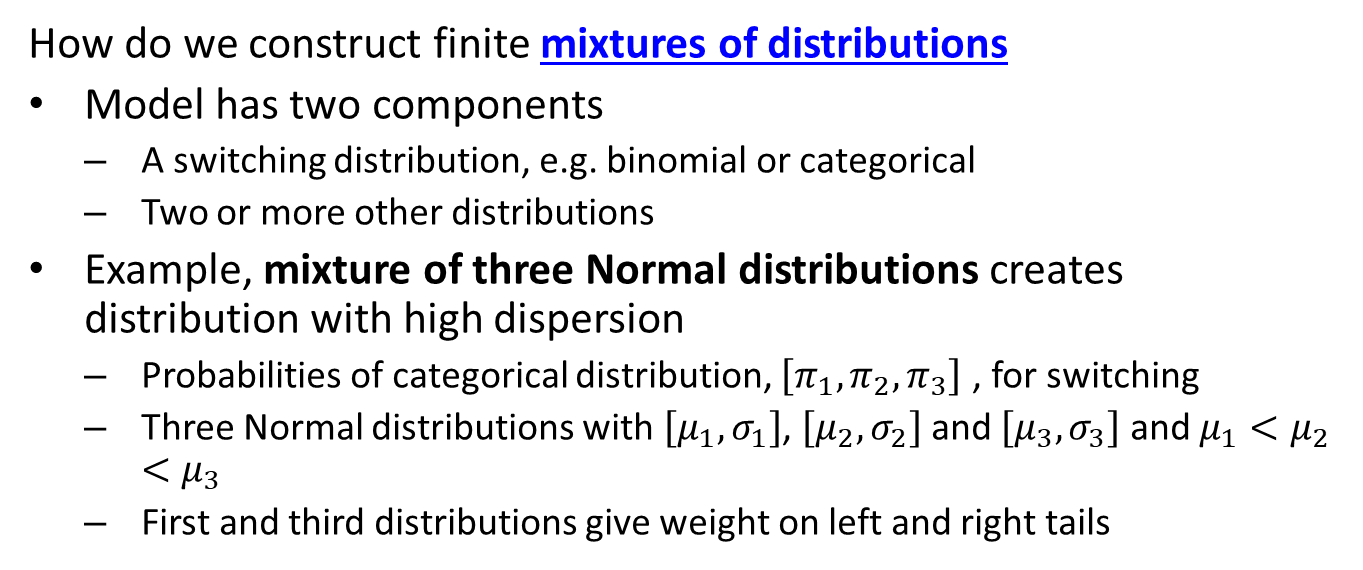 How do we construct finite mixtures of distributions
• Model has two components
– A switching distribution, e.g. binomial or categorical
– Two or more other distributions
• Example, mixture of three Normal distributions creates
distribution with high dispersion
– Probabilities of categorical distribution, [𝜋₁,𝜋₂,𝜋₃] , for switching
– Three Normal distributions with [𝜇₁,𝜎₁], [𝜇₂,𝜎₂] and [𝜇₃,𝜎₃] and 𝜇₁ < 𝜇₂
< 𝜇₃
– First and third distributions give weight on left and right tails